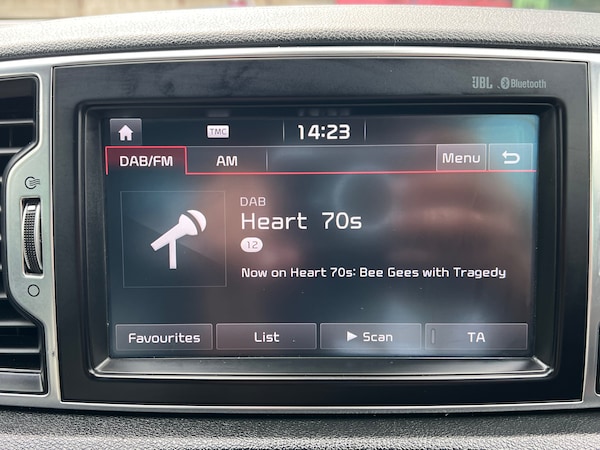 JBL Bluetooth
TMC 14:23
DAB/FM AM Menu
DAB
Heart 70s
12
Now on Heart 70s: Bee Gees with Tragedy
Favourites List Scan TA